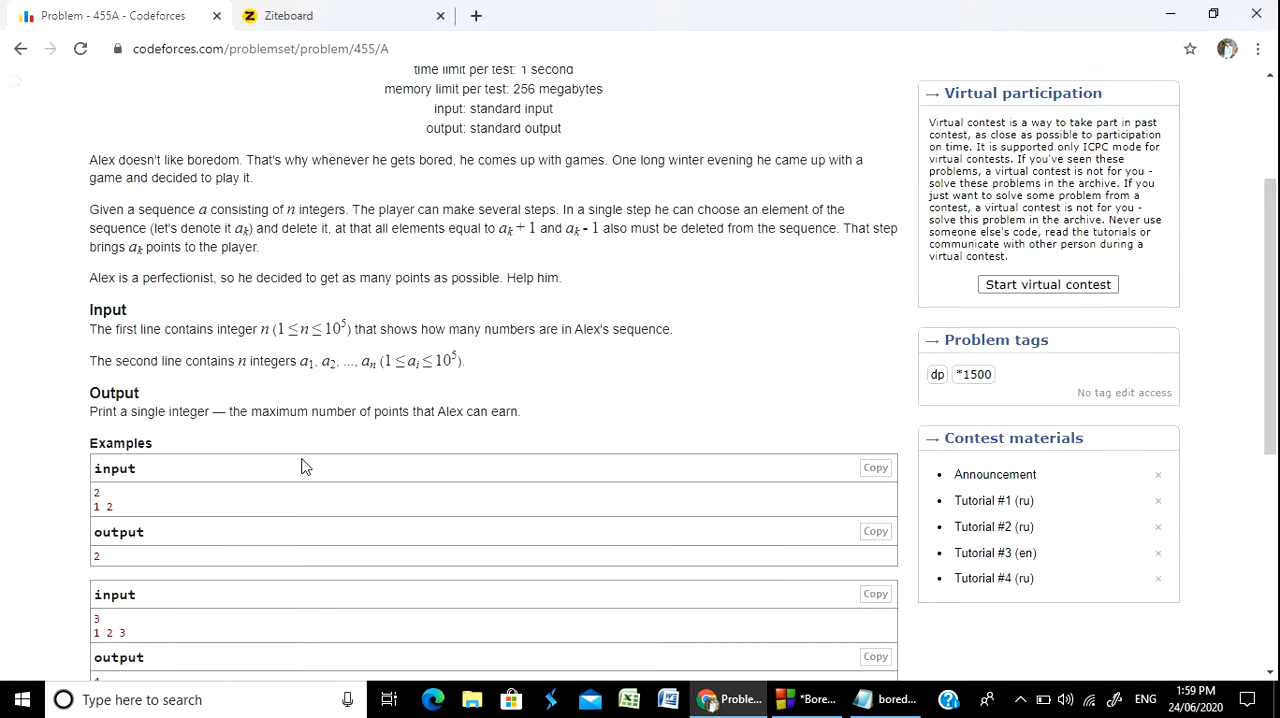 Problem - 455A - Codeforces
Ziteboard
codeforces.com/problemset/problem/455/A
time limit per test: 1 second
memory limit per test: 256 megabytes
input: standard input
output: standard output
Alex doesn't like boredom. That's why whenever he gets bored, he comes up with games. One long winter evening he came up with a
game and decided to play it.
Given a sequence a consisting of n integers. The player can make several steps. In a single step he can choose an element of the
sequence (let's denote it aₖ) and delete it, at that all elements equal to aₖ + 1 and aₖ - 1 also must be deleted from the sequence. That step
brings aₖ points to the player.
Alex is a perfectionist, so he decided to get as many points as possible. Help him.
Input
The first line contains integer n (1 ≤ n ≤ 10⁵) that shows how many numbers are in Alex's sequence.
The second line contains n integers a₁, a₂, ..., aₙ (1 ≤ aᵢ ≤ 10⁵).
Output
Print a single integer — the maximum number of points that Alex can earn.
Examples
input
Copy
2
1 2
output
Copy
2
input
Copy
3
1 2 3
output
Copy
→ Virtual participation
Virtual contest is a way to take part in past
contest, as close as possible to participation
on time. It is supported only ICPC mode for
virtual contests. If you've seen these
problems, a virtual contest is not for you -
solve these problems in the archive. If you
just want to solve some problem from a
contest, a virtual contest is not for you -
solve this problem in the archive. Never use
someone else's code, read the tutorials or
communicate with other person during a
virtual contest.
Start virtual contest
→ Problem tags
dp *1500
No tag edit access
→ Contest materials
Announcement
Tutorial #1 (ru)
Tutorial #2 (ru)
Tutorial #3 (en)
Tutorial #4 (ru)
Type here to search
Proble...
*Bore...
bored...
ENG
1:59 PM
24/06/2020